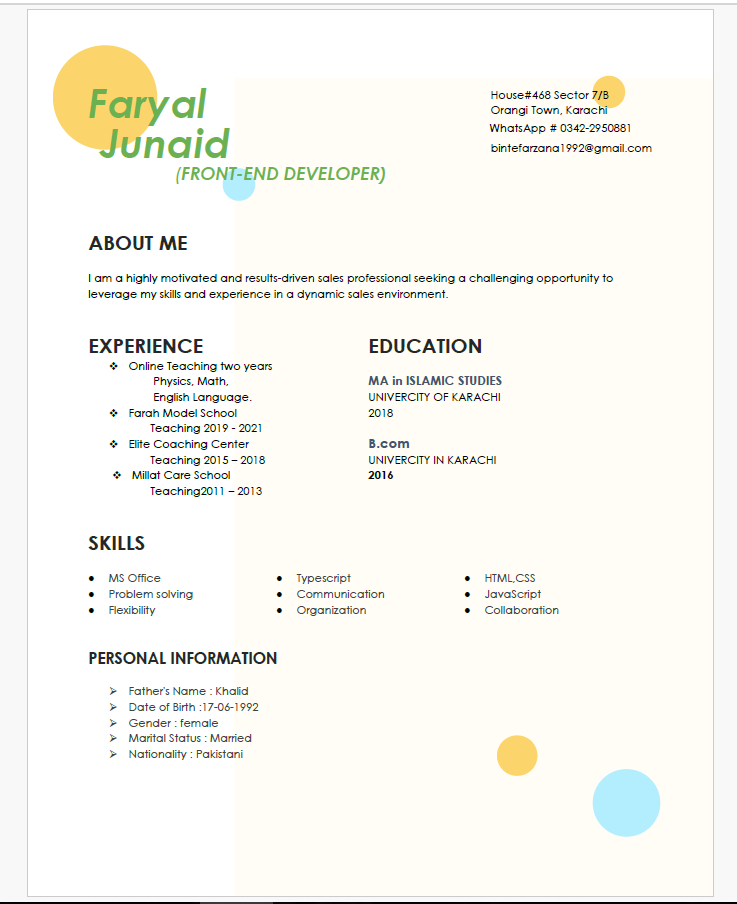 Faryal
Junaid
(FRONT-END DEVELOPER)
House#468 Sector 7/B
Orangi Town, Karachi
WhatsApp # 0342-2950881
bintefarzana1992@gmail.com
ABOUT ME
I am a highly motivated and results-driven sales professional seeking a challenging opportunity to
leverage my skills and experience in a dynamic sales environment.
EXPERIENCE
❖ Online Teaching two years
Physics, Math,
English Language.
❖ Farah Model School
Teaching 2019 - 2021
❖ Elite Coaching Center
Teaching 2015 – 2018
❖ Millat Care School
Teaching2011 – 2013
EDUCATION
MA in ISLAMIC STUDIES
UNIVERCITY OF KARACHI
2018
B.com
UNIVERCITY IN KARACHI
2016
SKILLS
● MS Office
● Problem solving
● Flexibility
● Typescript
● Communication
● Organization
● HTML,CSS
● JavaScript
● Collaboration
PERSONAL INFORMATION
➢ Father's Name : Khalid
➢ Date of Birth :17-06-1992
➢ Gender : female
➢ Marital Status : Married
➢ Nationality : Pakistani